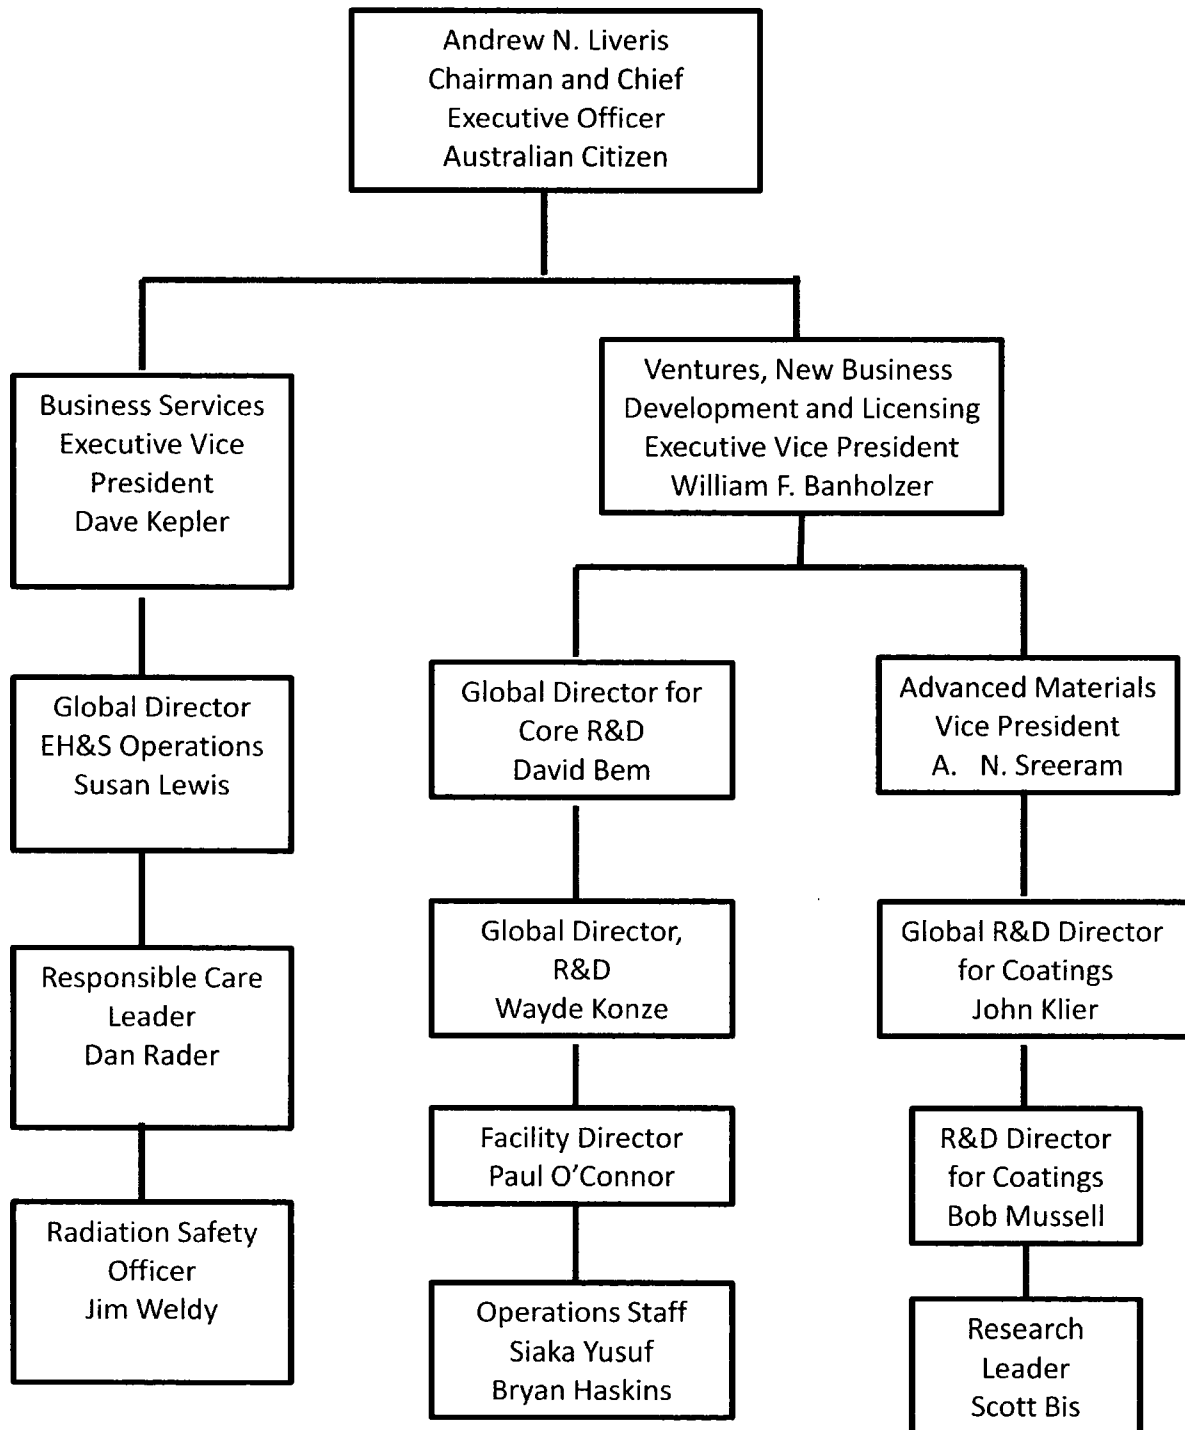 Andrew N. Liveris
Chairman and Chief
Executive Officer
Australian Citizen
Business Services
Executive Vice
President
Dave Kepler
Ventures, New Business
Development and Licensing
Executive Vice President
William F. Banholzer
Global Director
EH&S Operations
Susan Lewis
Global Director for
Core R&D
David Bem
Advanced Materials
Vice President
A. N. Sreeram
Responsible Care
Leader
Dan Rader
Global Director,
R&D
Wayde Konze
Global R&D Director
for Coatings
John Klier
Facility Director
Paul O’Connor
R&D Director
for Coatings
Bob Mussell
Radiation Safety
Officer
Jim Weldy
Operations Staff
Siaka Yusuf
Bryan Haskins
Research
Leader
Scott Bis